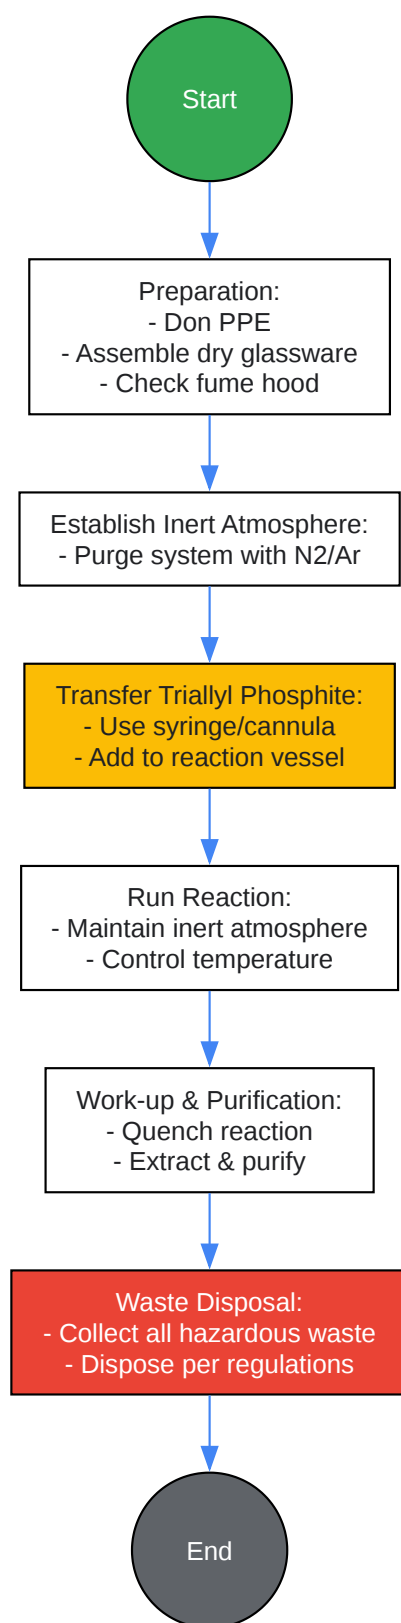 Start
Preparation:
- Don PPE
- Assemble dry glassware
- Check fume hood
Establish Inert Atmosphere:
- Purge system with N2/Ar
Transfer Triallyl Phosphite:
- Use syringe/cannula
- Add to reaction vessel
Run Reaction:
- Maintain inert atmosphere
- Control temperature
Work-up & Purification:
- Quench reaction
- Extract & purify
Waste Disposal:
- Collect all hazardous waste
- Dispose per regulations
End